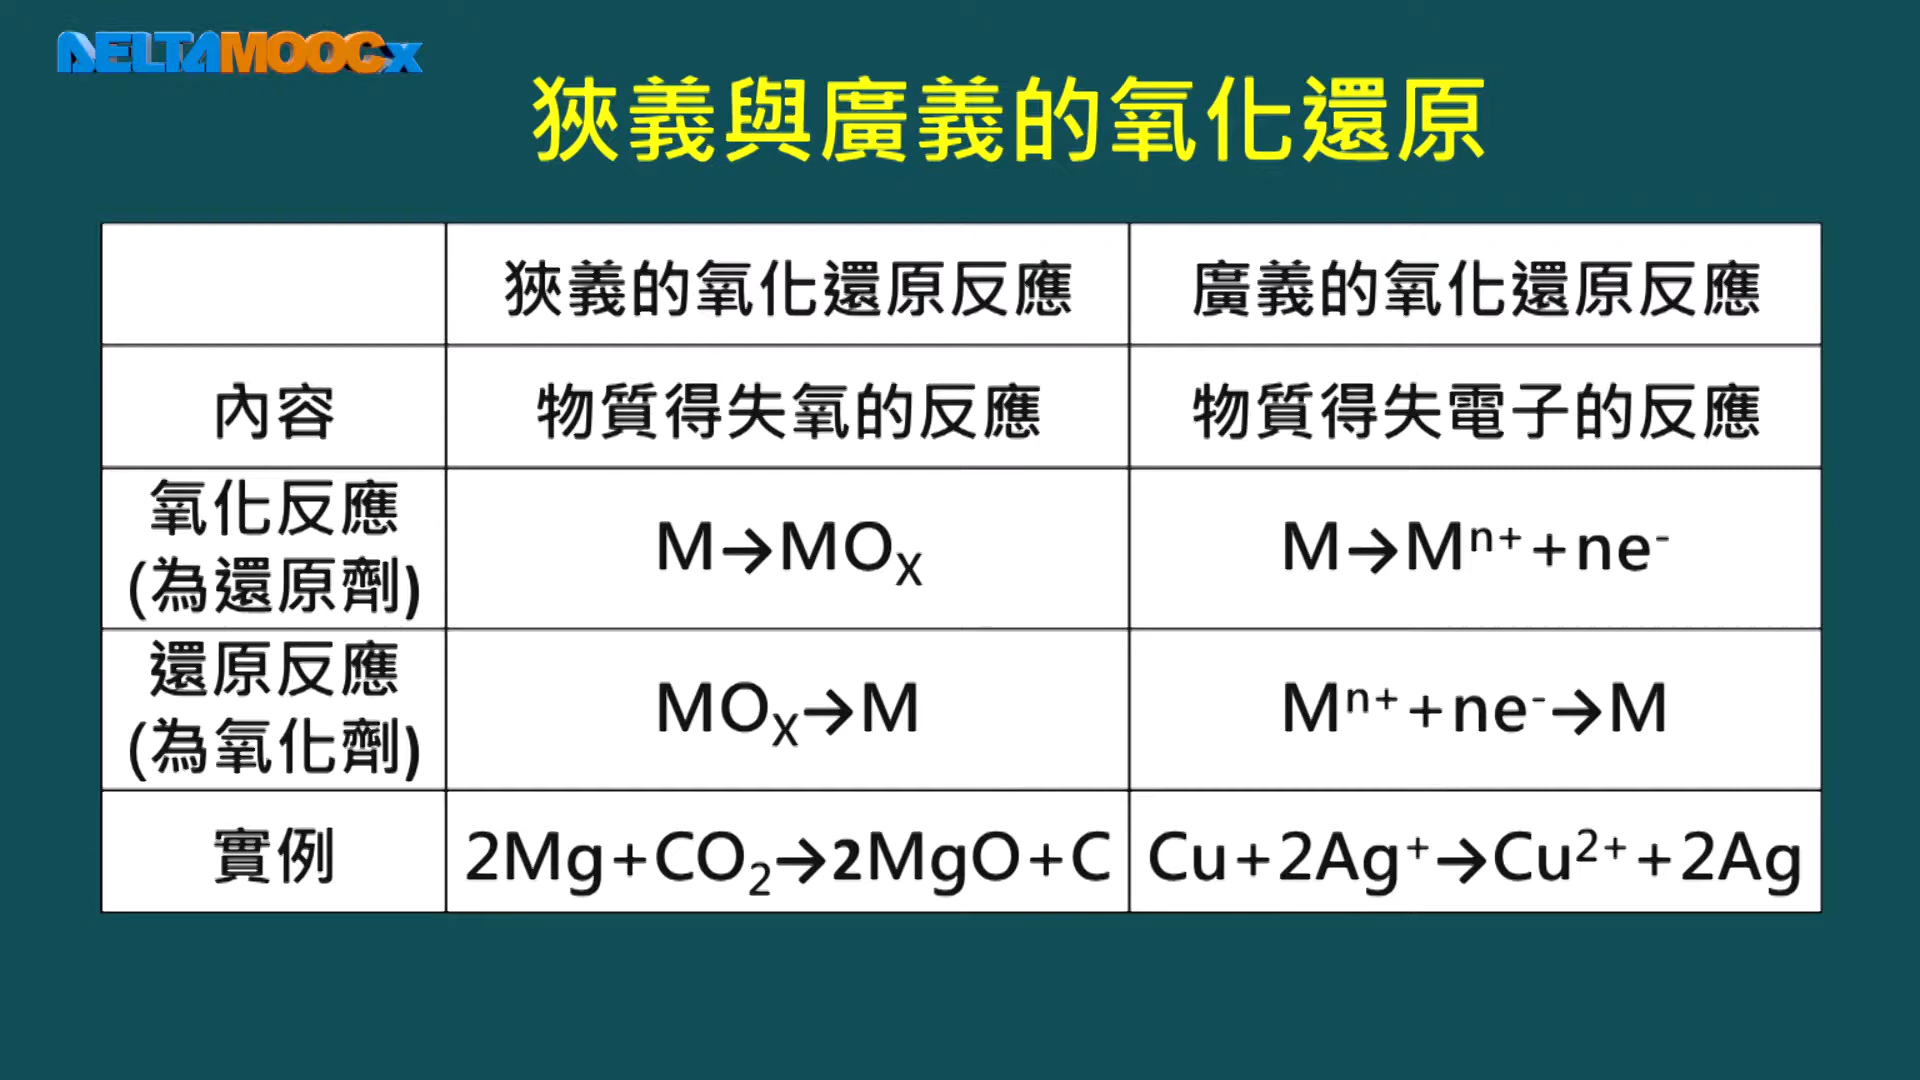 DELTAMOOCx
狹義與廣義的氧化還原
狹義的氧化還原反應 廣義的氧化還原反應
內容 物質得失氧的反應 物質得失電子的反應
氧化反應
(為還原劑)
M→MOₓ M→Mⁿ⁺+ne⁻
還原反應
(為氧化劑)
MOₓ→M Mⁿ⁺+ne⁻→M
實例 2Mg+CO₂→2MgO+C Cu+2Ag⁺→Cu²⁺+2Ag